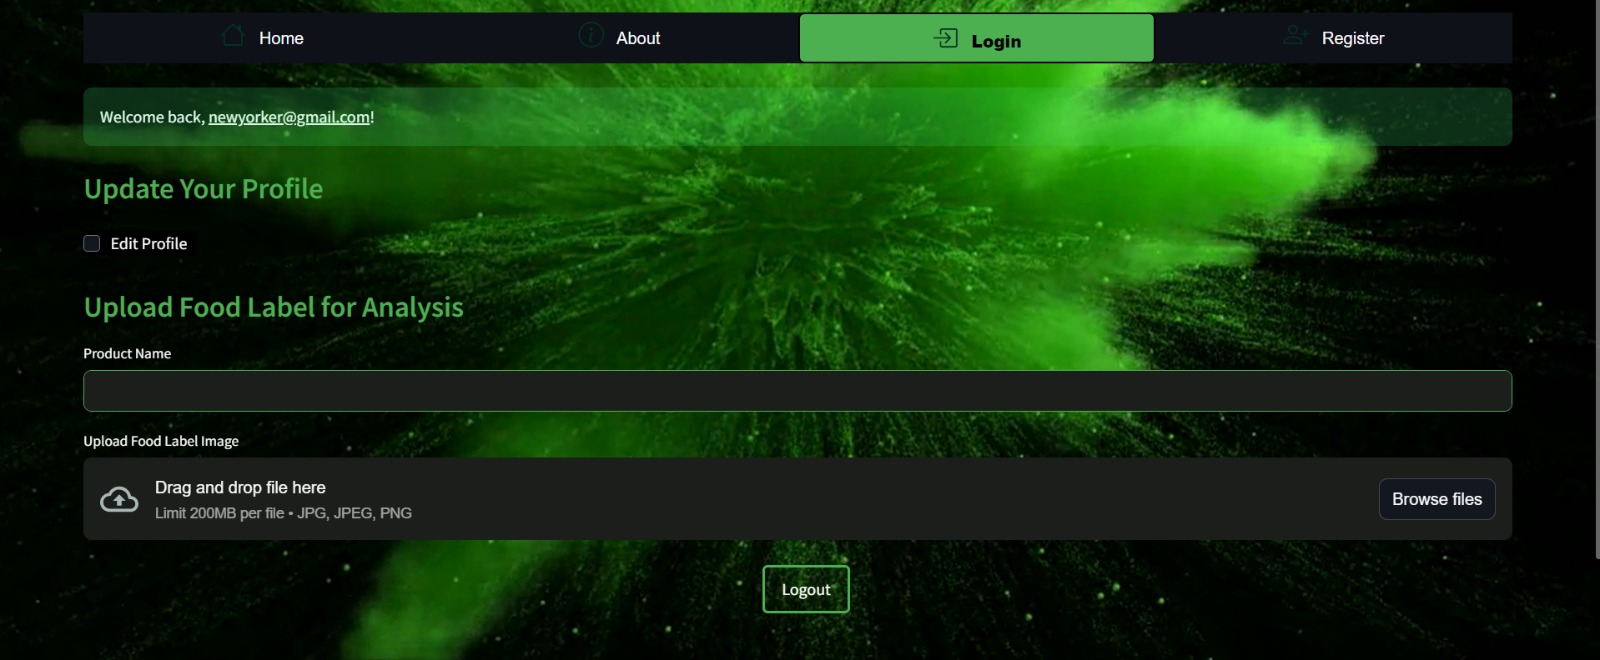 Home About Login Register
Welcome back, newyorker@gmail.com!
Update Your Profile
Edit Profile
Upload Food Label for Analysis
Product Name
Upload Food Label Image
Drag and drop file here
Limit 200MB per file • JPG, JPEG, PNG
Browse files
Logout